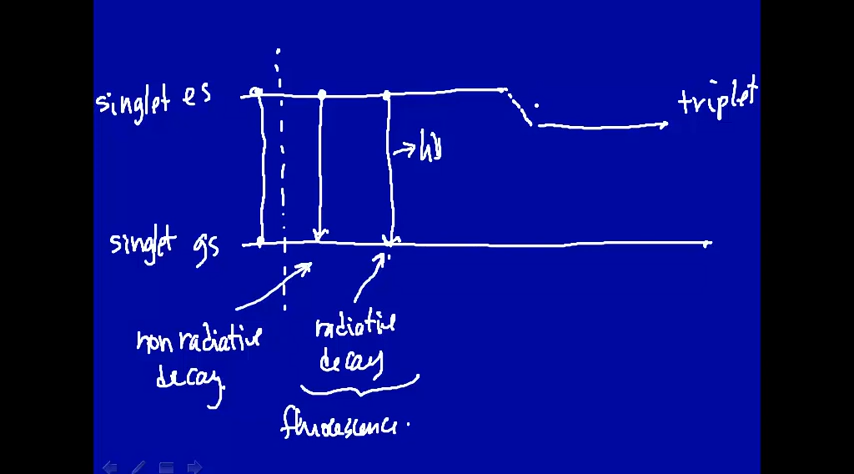 singlet es
triplet
hν
singlet gs
non radiative
decay.
radiative
decay
fluorescence.